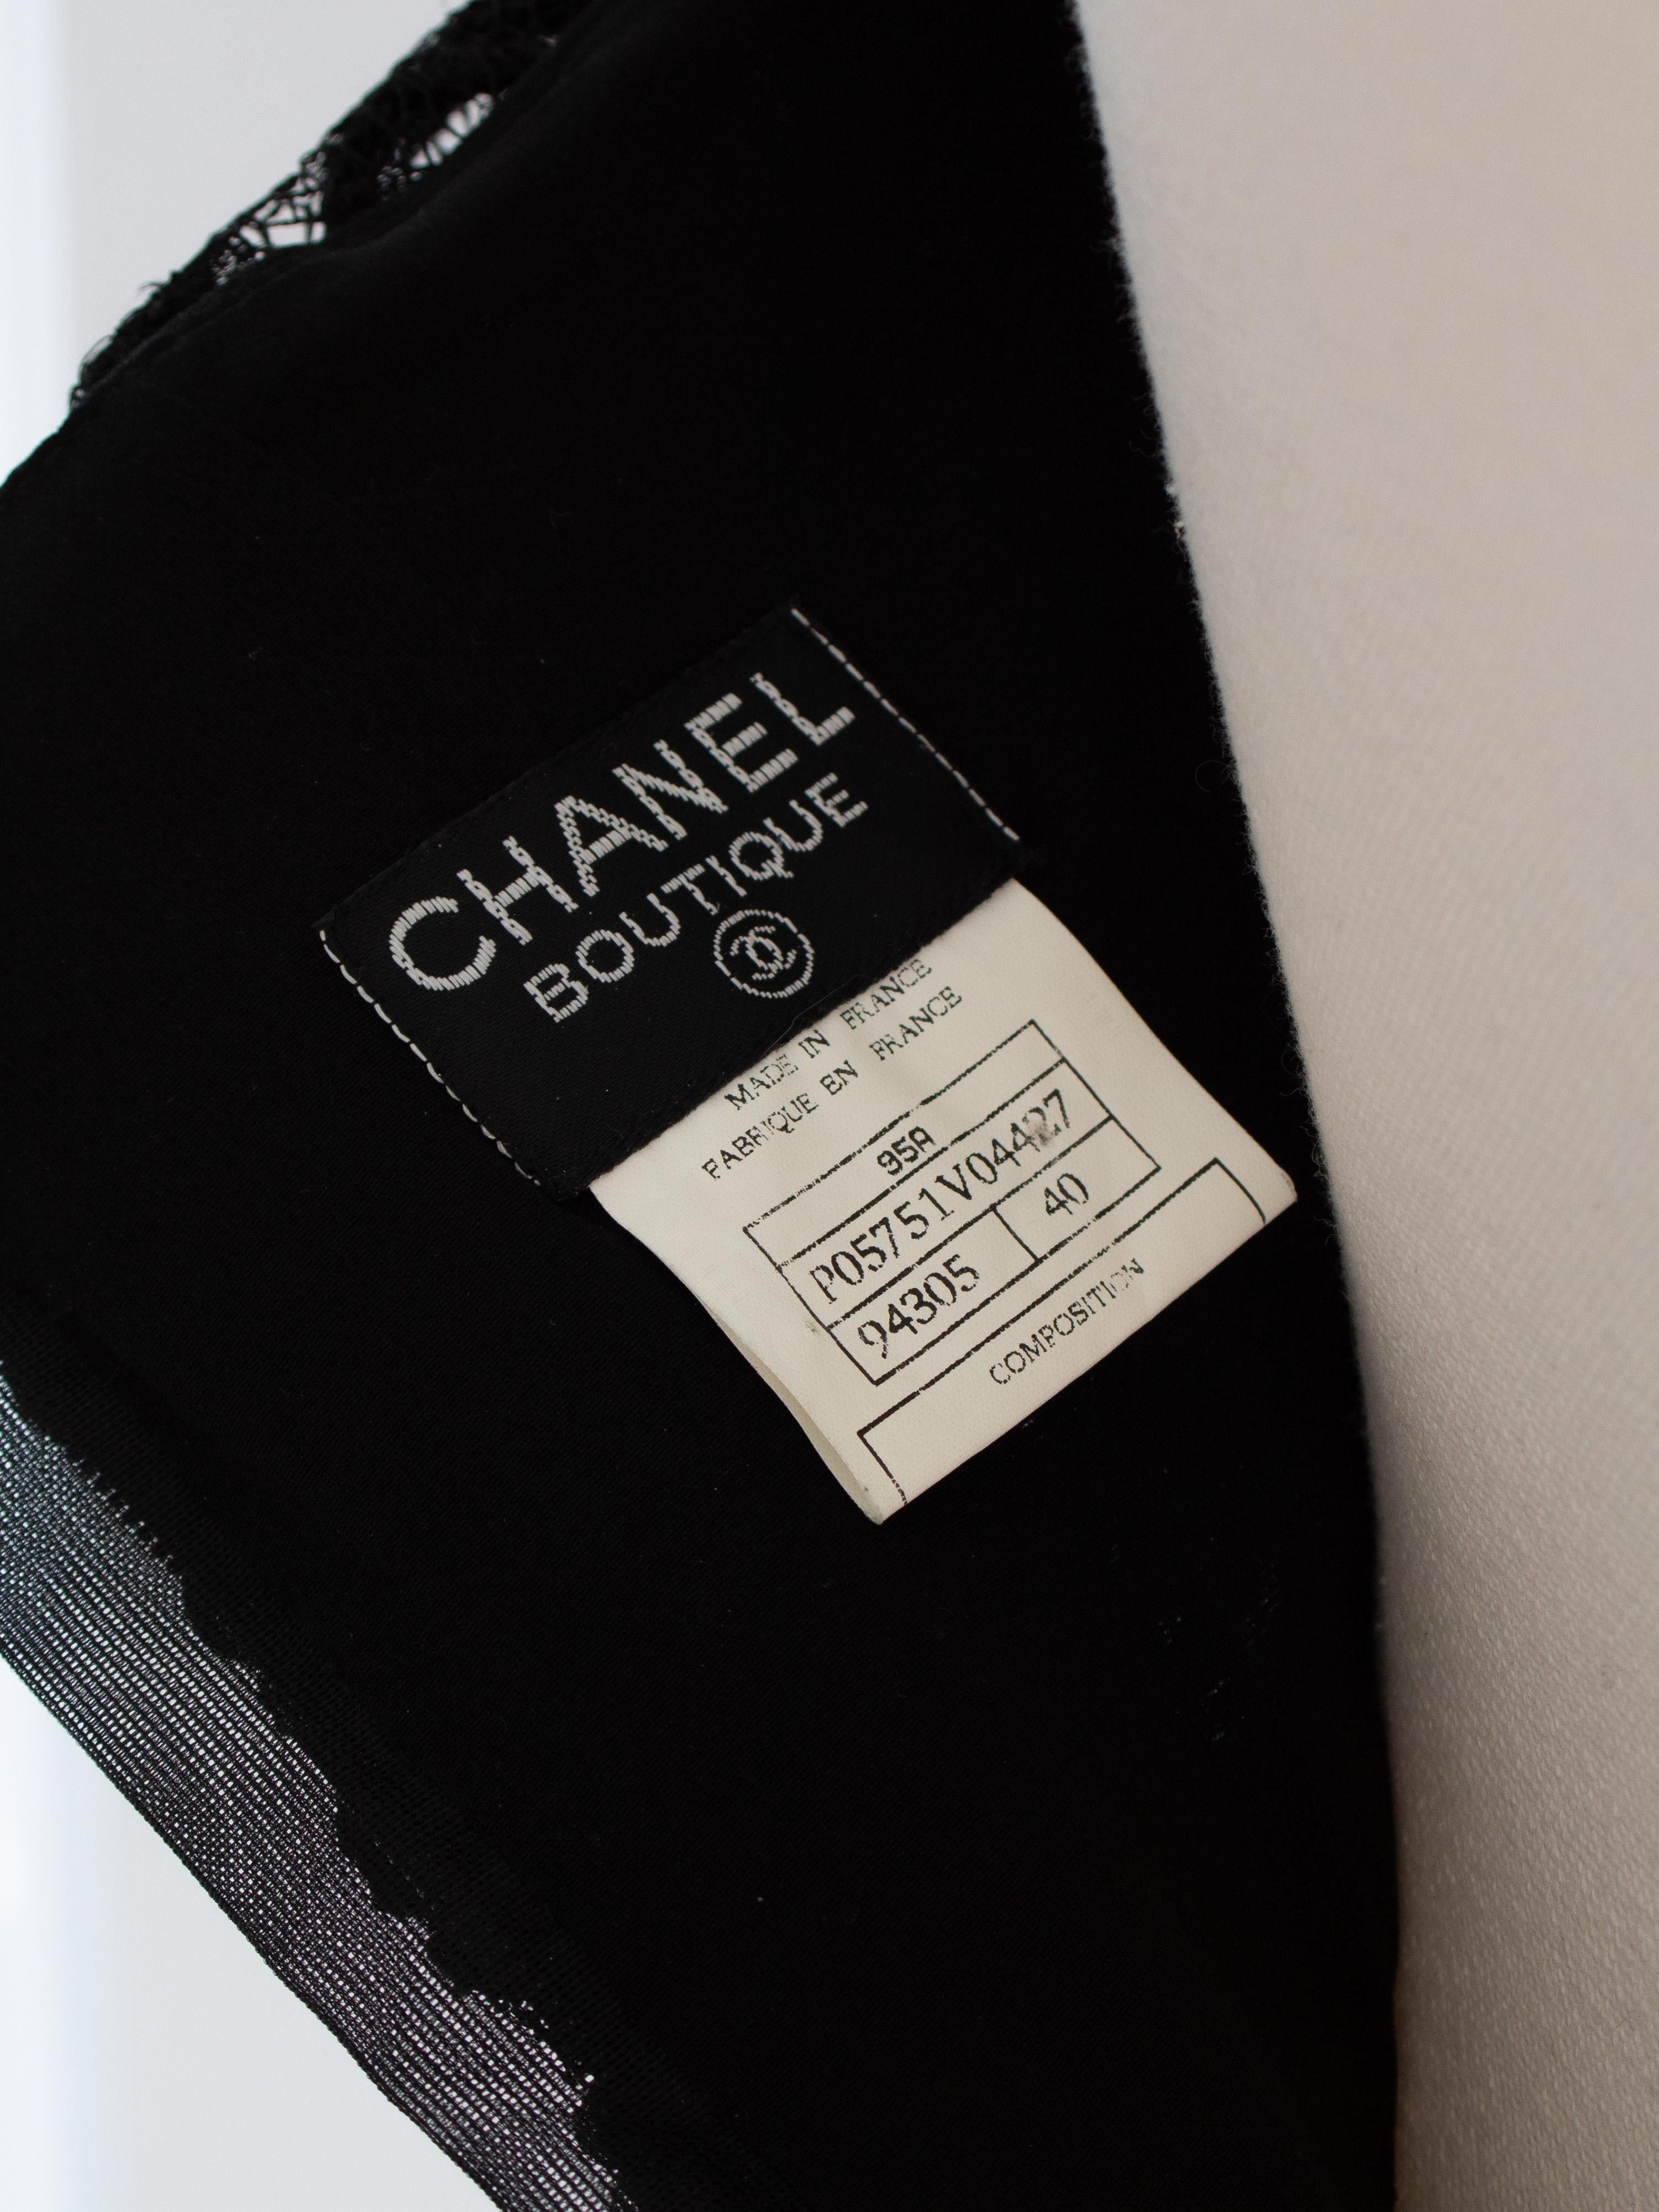 CHANEL
BOUTIQUE
MADE IN FRANCE
FABRIQUE EN FRANCE
95A
P05751V04427
94305 40
COMPOSITION